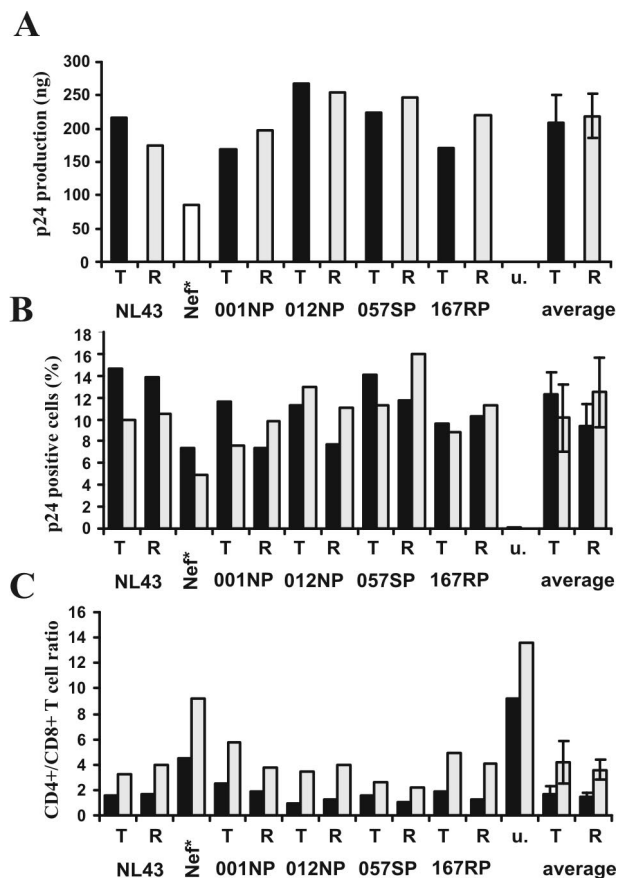 A
p24 production (ng)
300
250
200
150
100
50
0
T R T R T R T R T R u. T R
NL43 Nef* 001NP 012NP 057SP 167RP average
B
p24 positive cells (%)
18
16
14
12
10
8
6
4
2
0
T R T R T R T R T R u. T R
NL43 Nef* 001NP 012NP 057SP 167RP average
C
CD4+/CD8+ T cell ratio
16
14
12
10
8
6
4
2
0
T R T R T R T R T R u. T R
NL43 Nef* 001NP 012NP 057SP 167RP average